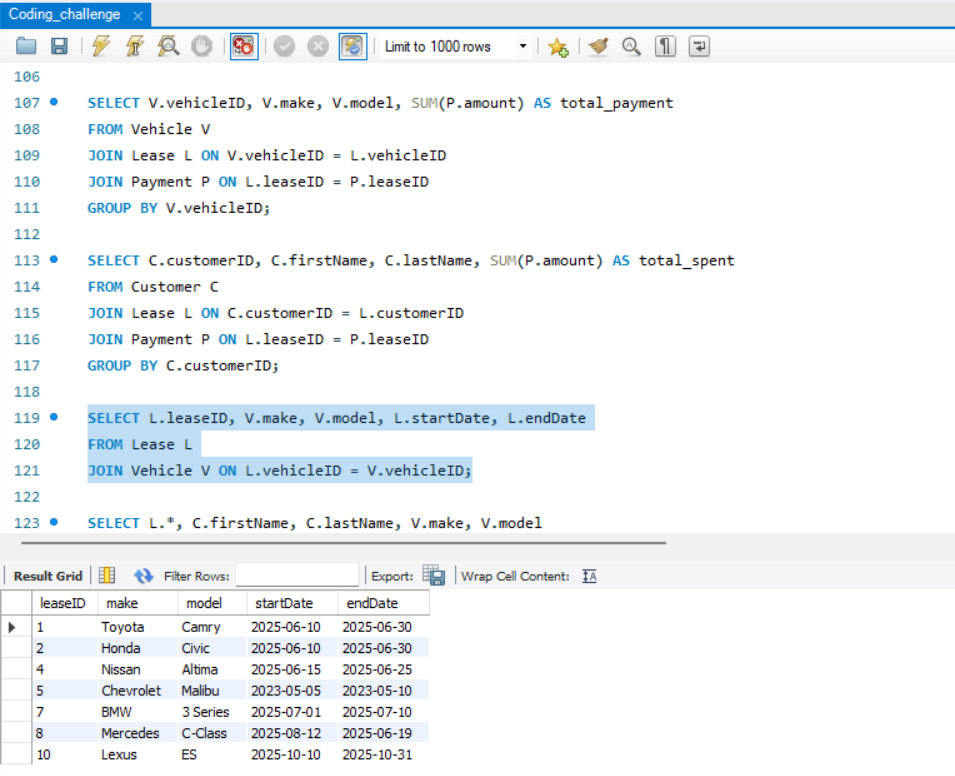 Coding_challenge
Limit to 1000 rows
106
107 SELECT V.vehicleID, V.make, V.model, SUM(P.amount) AS total_payment
108 FROM Vehicle V
109 JOIN Lease L ON V.vehicleID = L.vehicleID
110 JOIN Payment P ON L.leaseID = P.leaseID
111 GROUP BY V.vehicleID;
112
113 SELECT C.customerID, C.firstName, C.lastName, SUM(P.amount) AS total_spent
114 FROM Customer C
115 JOIN Lease L ON C.customerID = L.customerID
116 JOIN Payment P ON L.leaseID = P.leaseID
117 GROUP BY C.customerID;
118
119 SELECT L.leaseID, V.make, V.model, L.startDate, L.endDate
120 FROM Lease L
121 JOIN Vehicle V ON L.vehicleID = V.vehicleID;
122
123 SELECT L.*, C.firstName, C.lastName, V.make, V.model
Result Grid Filter Rows: Export: Wrap Cell Content:
leaseID make model startDate endDate
1 Toyota Camry 2025-06-10 2025-06-30
2 Honda Civic 2025-06-10 2025-06-30
4 Nissan Altima 2025-06-15 2025-06-25
5 Chevrolet Malibu 2023-05-05 2023-05-10
7 BMW 3 Series 2025-07-01 2025-07-10
8 Mercedes C-Class 2025-08-12 2025-06-19
10 Lexus ES 2025-10-10 2025-10-31